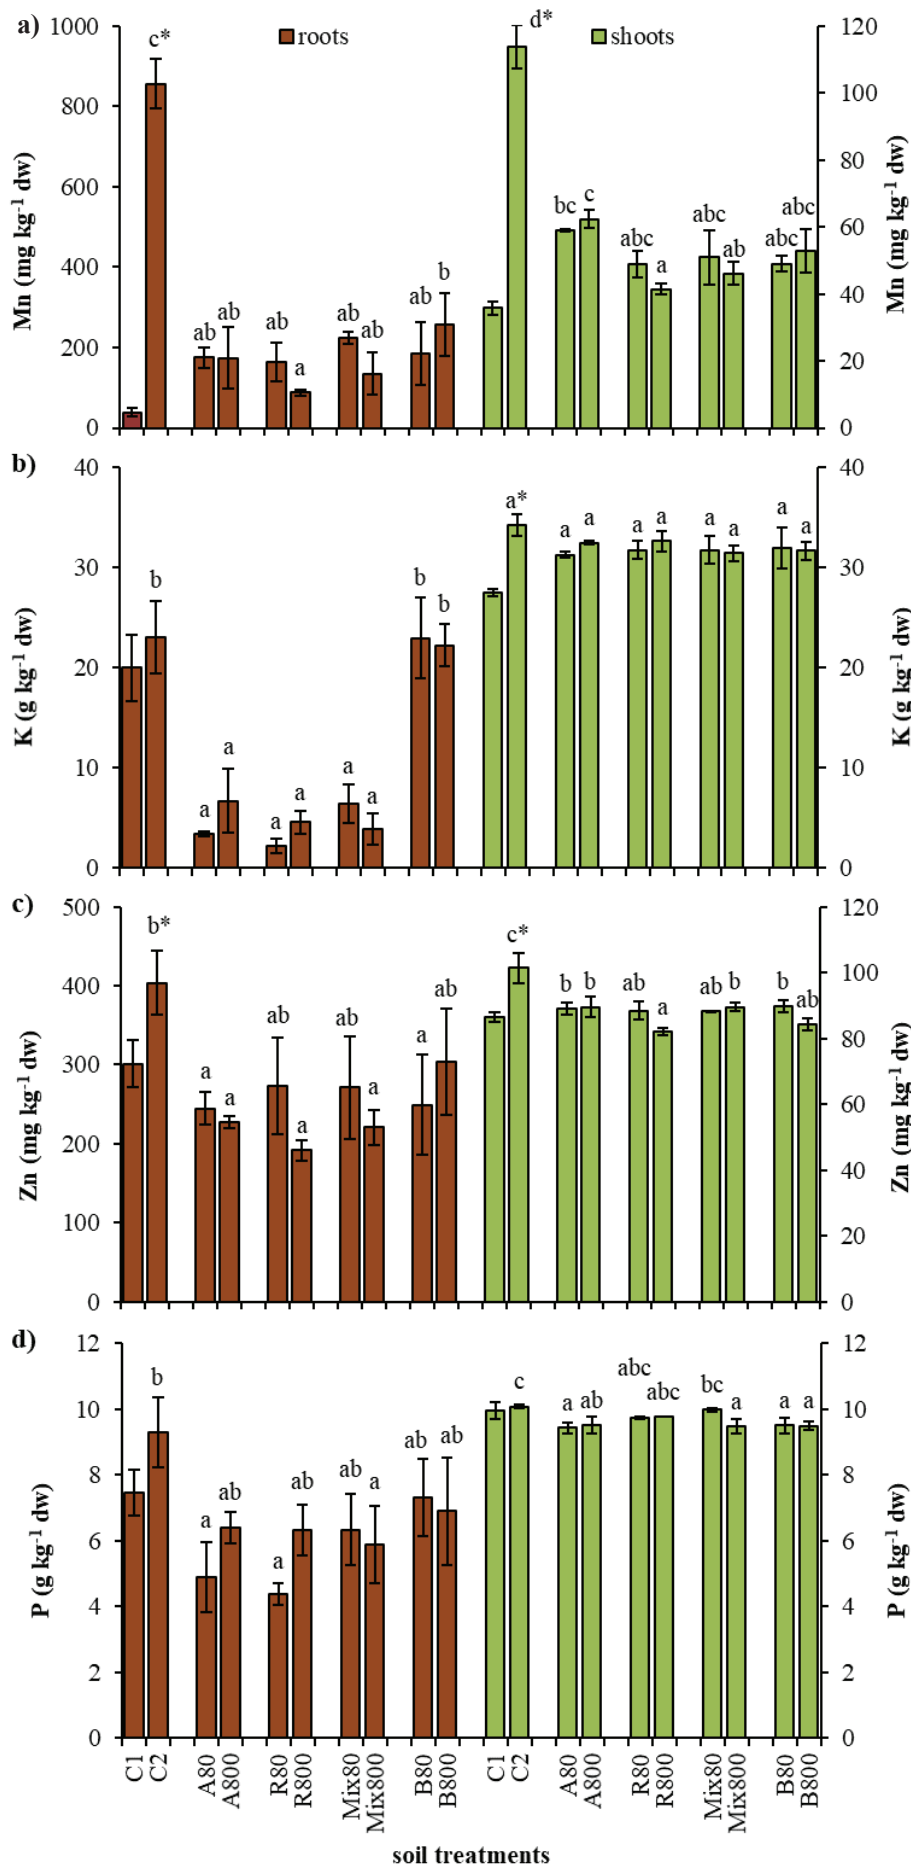 a)
roots
shoots
Mn (mg kg⁻¹ dw)
1000
800
600
400
200
0
c*
ab
ab
ab
a
ab
ab
ab
b
d*
bc
c
abc
a
abc
ab
abc
abc
120
100
80
60
40
20
0
Mn (mg kg⁻¹ dw)
b)
K (g kg⁻¹ dw)
40
30
20
10
0
b
a
a
a
a
a
a
b
b
a*
a
a
a
a
a
a
a
a
40
30
20
10
0
K (g kg⁻¹ dw)
c)
Zn (mg kg⁻¹ dw)
500
400
300
200
100
0
b*
a
a
ab
a
ab
a
a
ab
c*
b
b
ab
a
ab
b
b
ab
120
100
80
60
40
20
0
Zn (mg kg⁻¹ dw)
d)
P (g kg⁻¹ dw)
12
10
8
6
4
2
0
b
a
ab
a
ab
ab
a
ab
ab
c
a
ab
abc
abc
bc
a
a
a
12
10
8
6
4
2
0
P (g kg⁻¹ dw)
C1
C2
A80
A800
R80
R800
Mix80
Mix800
B80
B800
C1
C2
A80
A800
R80
R800
Mix80
Mix800
B80
B800
soil treatments